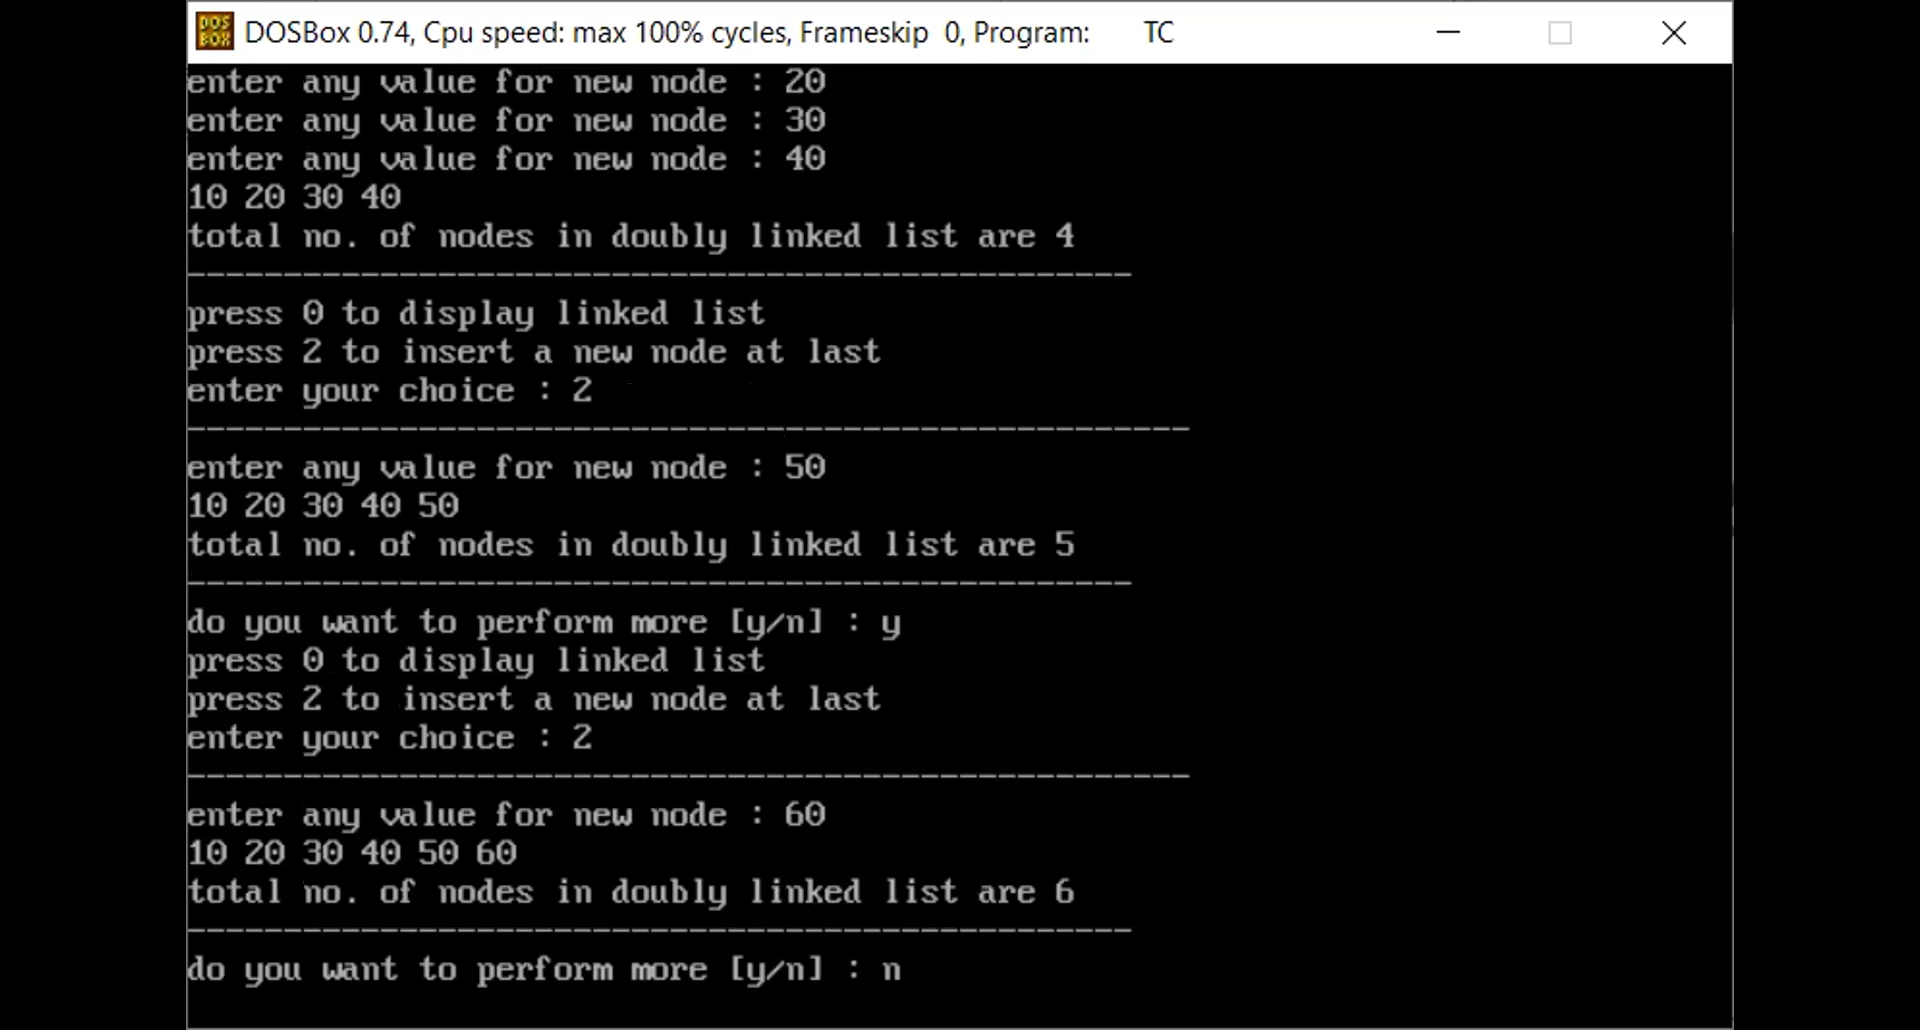 DOSBox 0.74, Cpu speed: max 100% cycles, Frameskip 0, Program: TC
enter any value for new node : 20
enter any value for new node : 30
enter any value for new node : 40
10 20 30 40
total no. of nodes in doubly linked list are 4
-------------------------------------------------
press 0 to display linked list
press 2 to insert a new node at last
enter your choice : 2
----------------------------------------------------
enter any value for new node : 50
10 20 30 40 50
total no. of nodes in doubly linked list are 5
-------------------------------------------------
do you want to perform more [y/n] : y
press 0 to display linked list
press 2 to insert a new node at last
enter your choice : 2
----------------------------------------------------
enter any value for new node : 60
10 20 30 40 50 60
total no. of nodes in doubly linked list are 6
-------------------------------------------------
do you want to perform more [y/n] : n